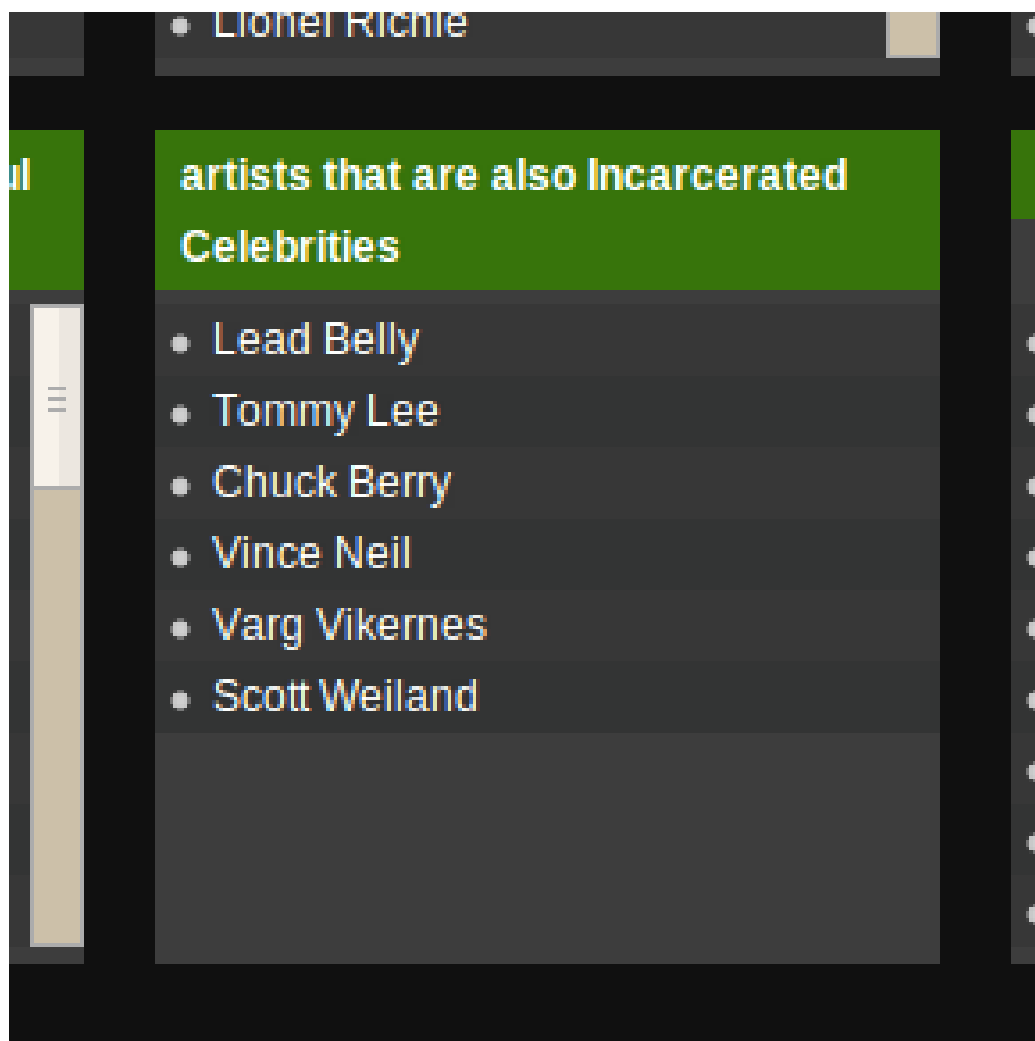 Lionel Richie
ul
artists that are also Incarcerated
Celebrities
Lead Belly
Tommy Lee
Chuck Berry
Vince Neil
Varg Vikernes
Scott Weiland